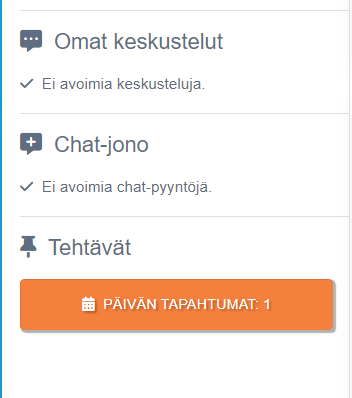 Omat keskustelut
Ei avoimia keskusteluja.
Chat-jono
Ei avoimia chat-pyyntöjä.
Tehtävät
PÄIVÄN TAPAHTUMAT: 1